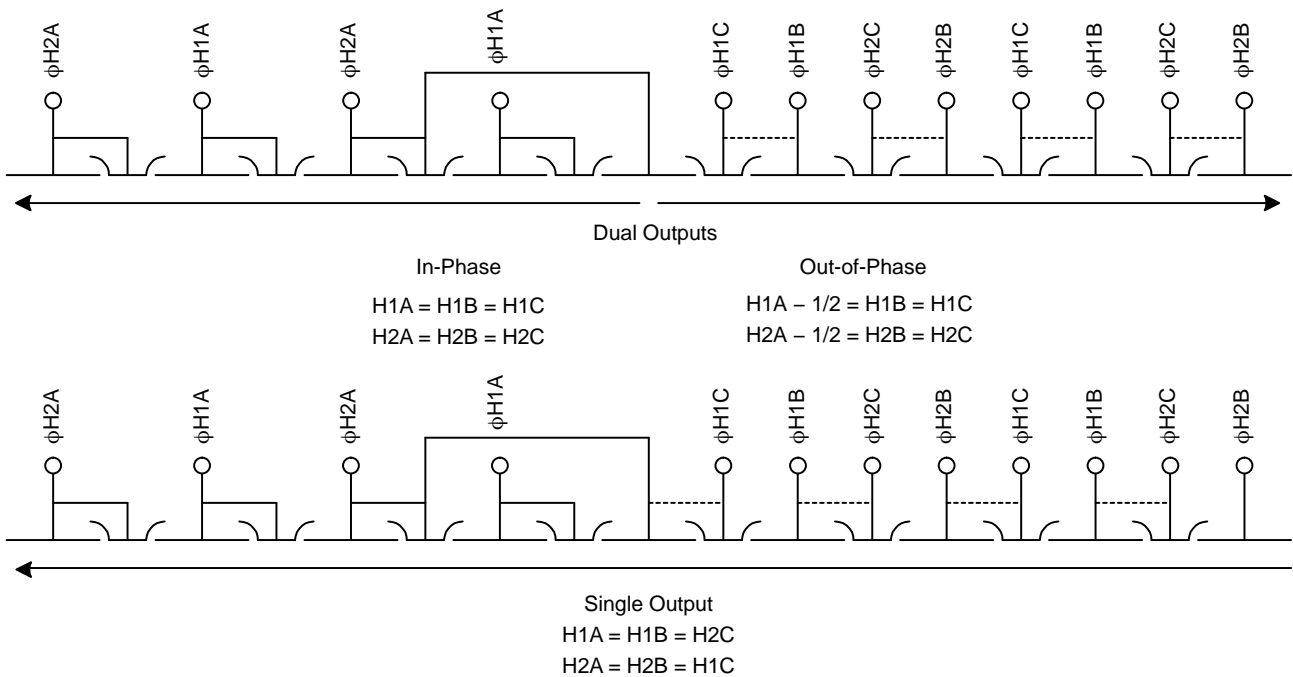 φH2A φH1A φH2A φH1A φH1C φH1B φH2C φH2B φH1C φH1B φH2C φH2B
Dual Outputs
In-Phase Out-of-Phase
H1A = H1B = H1C H1A − 1/2 = H1B = H1C
H2A = H2B = H2C H2A − 1/2 = H2B = H2C
φH2A φH1A φH2A φH1A φH1C φH1B φH2C φH2B φH1C φH1B φH2C φH2B
Single Output
H1A = H1B = H2C
H2A = H2B = H1C